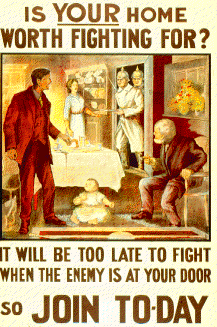 IS YOUR HOME
WORTH FIGHTING FOR?
IT WILL BE TOO LATE TO FIGHT
WHEN THE ENEMY IS AT YOUR DOOR
SO JOIN TO-DAY